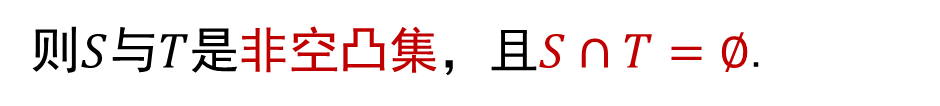 则S与T是非空凸集，且S ∩ T = ∅.